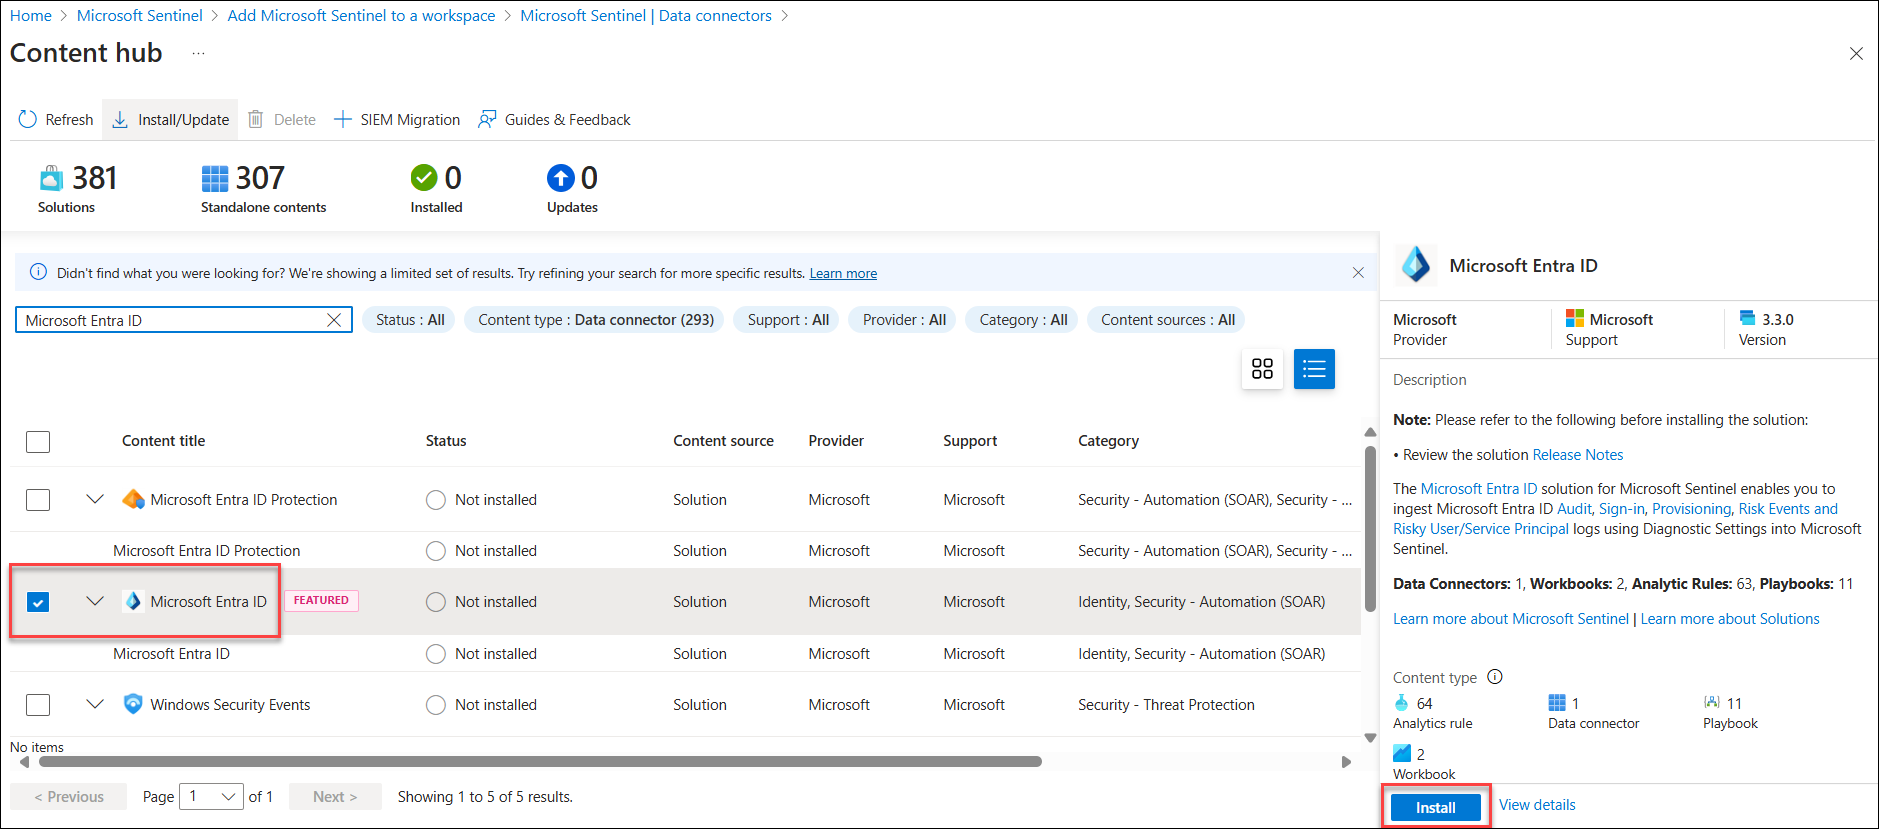 Home > Microsoft Sentinel > Add Microsoft Sentinel to a workspace > Microsoft Sentinel | Data connectors >
Content hub ...
Refresh Install/Update Delete SIEM Migration Guides & Feedback
381 307 0 0
Solutions Standalone contents Installed Updates
Didn't find what you were looking for? We're showing a limited set of results. Try refining your search for more specific results. Learn more
Microsoft Entra ID Status : All Content type : Data connector (293) Support : All Provider : All Category : All Content sources : All
Content title Status Content source Provider Support Category
Microsoft Entra ID Protection Not installed Solution Microsoft Microsoft Security - Automation (SOAR), Security - ...
Microsoft Entra ID Protection Not installed Solution Microsoft Microsoft Security - Automation (SOAR), Security - ...
Microsoft Entra ID FEATURED Not installed Solution Microsoft Microsoft Identity, Security - Automation (SOAR)
Microsoft Entra ID Not installed Solution Microsoft Microsoft Identity, Security - Automation (SOAR)
Windows Security Events Not installed Solution Microsoft Microsoft Security - Threat Protection
No items
< Previous Page 1 of 1 Next > Showing 1 to 5 of 5 results.
Microsoft Entra ID
Microsoft Microsoft 3.3.0
Provider Support Version
Description
Note: Please refer to the following before installing the solution:
• Review the solution Release Notes
The Microsoft Entra ID solution for Microsoft Sentinel enables you to
ingest Microsoft Entra ID Audit, Sign-in, Provisioning, Risk Events and
Risky User/Service Principal logs using Diagnostic Settings into Microsoft
Sentinel.
Data Connectors: 1, Workbooks: 2, Analytic Rules: 63, Playbooks: 11
Learn more about Microsoft Sentinel | Learn more about Solutions
Content type
64 1 11
Analytics rule Data connector Playbook
2
Workbook
Install View details